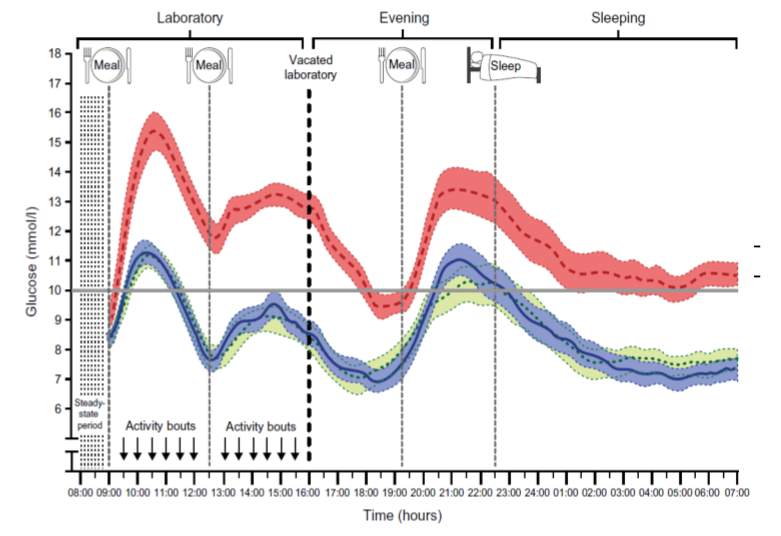 Laboratory
Evening
Sleeping
Meal
Meal
Vacated
laboratory
Meal
Sleep
18
17
16
15
14
13
12
11
10
9
8
7
6
Glucose (mmol/l)
Steady-
state
period
Activity bouts
Activity bouts
08:00 09:00 10:00 11:00 12:00 13:00 14:00 15:00 16:00 17:00 18:00 19:00 20:00 21:00 22:00 23:00 24:00 01:00 02:00 03:00 04:00 05:00 06:00 07:00
Time (hours)